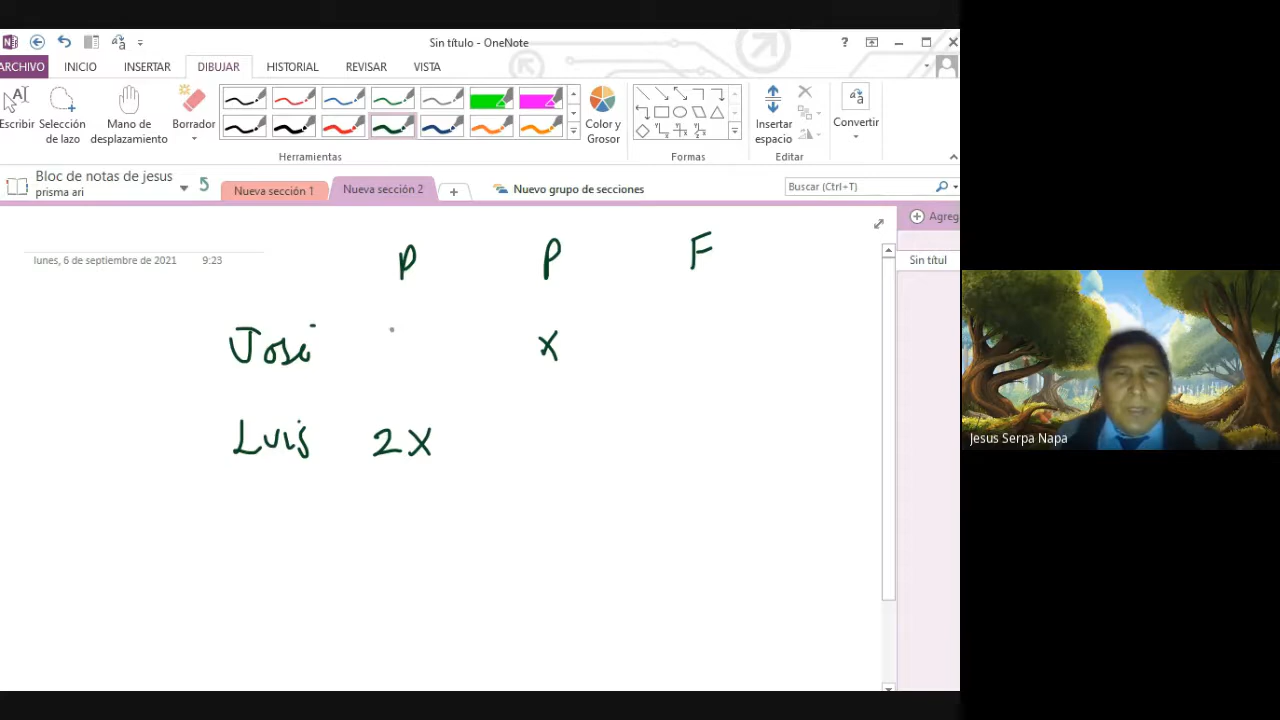 Sin título - OneNote
ARCHIVO INICIO INSERTAR DIBUJAR HISTORIAL REVISAR VISTA
Escribir
Selección de lazo
Mano de desplazamiento
Borrador
Color y Grosor
Insertar espacio
Convertir
Herramientas
Formas
Editar
Bloc de notas de jesus
prisma ari
Nueva sección 1
Nueva sección 2
Nuevo grupo de secciones
Buscar (Ctrl+T)
Agreg
Sin títul
lunes, 6 de septiembre de 2021 9:23
P P F
José X
Luis 2X
Jesus Serpa Napa